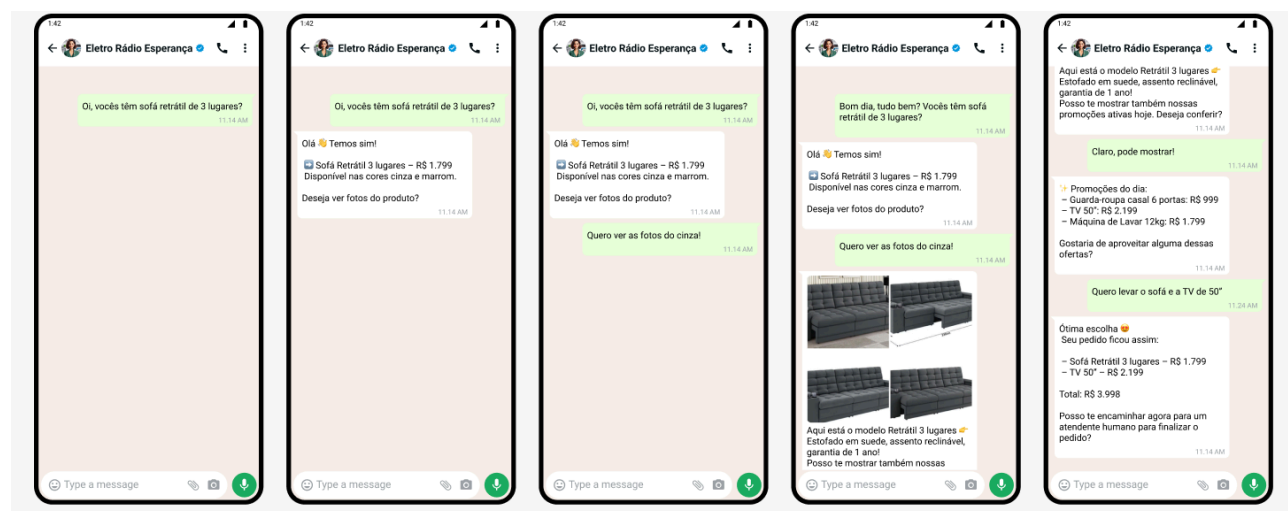 1:42
Eletro Rádio Esperança
Oi, vocês têm sofá retrátil de 3 lugares?
11.14 AM
Type a message
1:42
Eletro Rádio Esperança
Oi, vocês têm sofá retrátil de 3 lugares?
11.14 AM
Olá 👋 Temos sim!
➡️ Sofá Retrátil 3 lugares – R$ 1.799
Disponível nas cores cinza e marrom.
Deseja ver fotos do produto?
11.14 AM
Type a message
1:42
Eletro Rádio Esperança
Oi, vocês têm sofá retrátil de 3 lugares?
11.14 AM
Olá 👋 Temos sim!
➡️ Sofá Retrátil 3 lugares – R$ 1.799
Disponível nas cores cinza e marrom.
Deseja ver fotos do produto?
11.14 AM
Quero ver as fotos do cinza!
11.14 AM
Type a message
1:42
Eletro Rádio Esperança
Bom dia, tudo bem? Vocês têm sofá
retrátil de 3 lugares?
11.14 AM
Olá 👋 Temos sim!
➡️ Sofá Retrátil 3 lugares – R$ 1.799
Disponível nas cores cinza e marrom.
Deseja ver fotos do produto?
11.14 AM
Quero ver as fotos do cinza!
11.14 AM
Aqui está o modelo Retrátil 3 lugares 👉
Estofado em suede, assento reclinável,
garantia de 1 ano!
Posso te mostrar também nossas
Type a message
1:42
Eletro Rádio Esperança
Aqui está o modelo Retrátil 3 lugares 👉
Estofado em suede, assento reclinável,
garantia de 1 ano!
Posso te mostrar também nossas
promoções ativas hoje. Deseja conferir?
11.14 AM
Claro, pode mostrar!
11.14 AM
✨ Promoções do dia:
– Guarda-roupa casal 6 portas: R$ 999
– TV 50”: R$ 2.199
– Máquina de Lavar 12kg: R$ 1.799
Gostaria de aproveitar alguma dessas
ofertas?
11.14 AM
Quero levar o sofá e a TV de 50”
11.24 AM
Ótima escolha 😍
Seu pedido ficou assim:
– Sofá Retrátil 3 lugares – R$ 1.799
– TV 50” – R$ 2.199
Total: R$ 3.998
Posso te encaminhar agora para um
atendente humano para finalizar o
pedido?
11.14 AM
Type a message